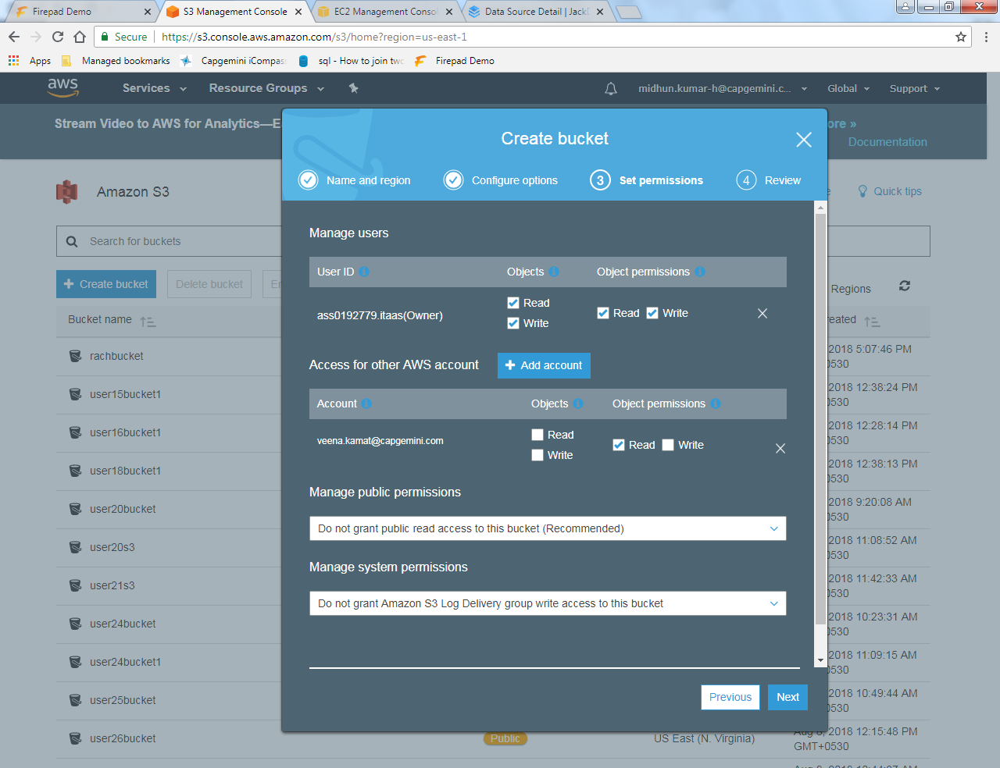 Firepad Demo
S3 Management Console
EC2 Management Conso
Data Source Detail | Jack
Secure
https://s3.console.aws.amazon.com/s3/home?region=us-east-1
Apps
Managed bookmarks
Capgemini iCompas
sql - How to join two
Firepad Demo
aws
Services
Resource Groups
midhun.kumar-h@capgemini.c...
Global
Support
Stream Video to AWS for Analytics—E
ore »
Documentation
Create bucket
Name and region
Configure options
3 Set permissions
4 Review
Amazon S3
e
Quick tips
Search for buckets
Create bucket
Delete bucket
Regions
Bucket name
reated
Manage users
User ID
Objects
Object permissions
ass0192779.itaas(Owner)
Read
Write
Read
Write
Access for other AWS account
Add account
Account
Objects
Object permissions
veena.kamat@capgemini.com
Read
Write
Read
Write
Manage public permissions
Do not grant public read access to this bucket (Recommended)
Manage system permissions
Do not grant Amazon S3 Log Delivery group write access to this bucket
Previous
Next
rachbucket
2018 5:07:46 PM
0530
user15bucket1
2018 12:38:24 PM
0530
user16bucket1
2018 12:28:14 PM
0530
user18bucket1
2018 12:38:13 PM
0530
user20bucket
2018 9:20:08 AM
0530
user20s3
2018 11:08:52 AM
0530
user21s3
2018 11:42:33 AM
0530
user24bucket
2018 10:23:31 AM
0530
user24bucket1
2018 11:09:15 AM
0530
user25bucket
2018 10:49:44 AM
0530
user26bucket
Public
US East (N. Virginia)
Aug 8, 2018 12:15:48 PM
GMT+0530